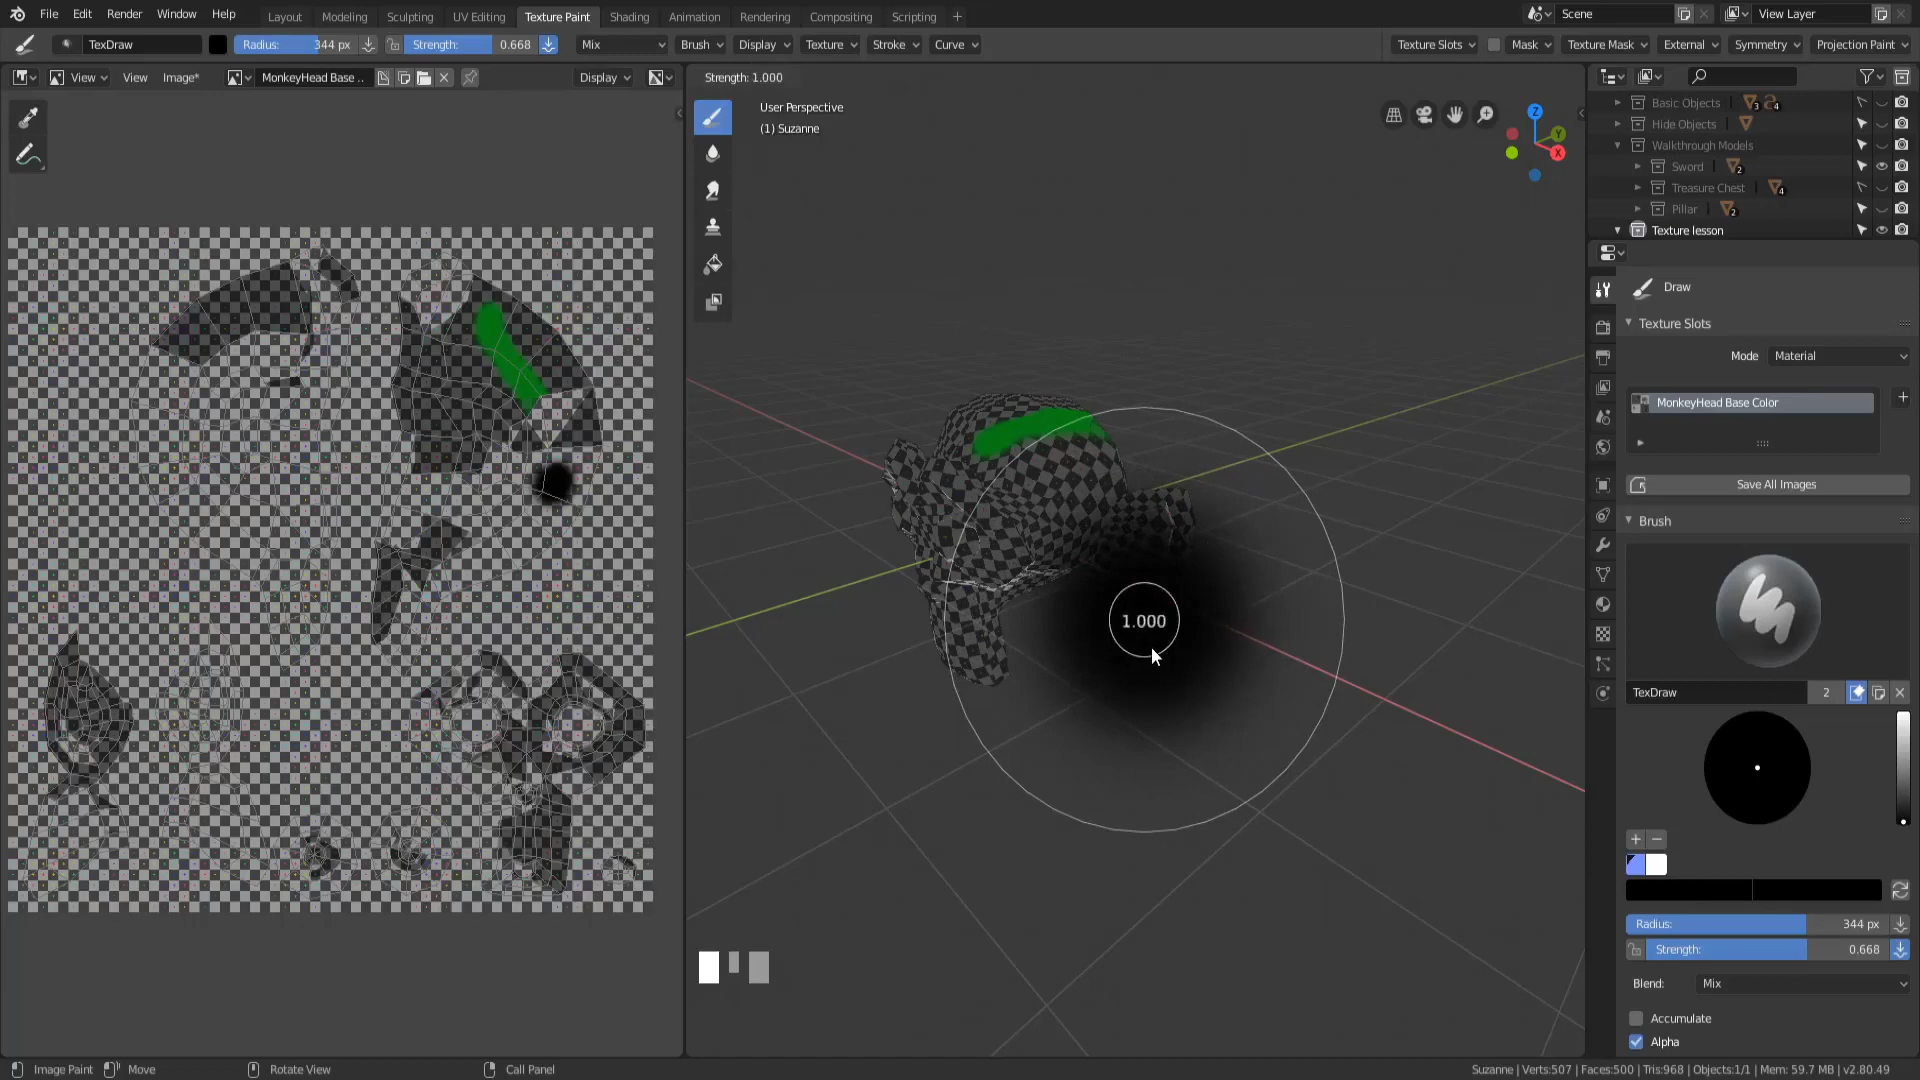 File Edit Render Window Help Layout Modeling Sculpting UV Editing Texture Paint Shading Animation Rendering Compositing Scripting + Scene View Layer
TexDraw Radius: 344 px Strength: 0.668 Mix Brush Display Texture Stroke Curve Texture Slots Mask Texture Mask External Symmetry Projection Paint
View View Image* MonkeyHead Base .. Display Strength: 1.000
User Perspective
(1) Suzanne
Z
Y
X
1.000
Basic Objects 3 4
Hide Objects
Walkthrough Models
Sword 2
Treasure Chest 4
Pillar 2
Texture lesson
Draw
Texture Slots
Mode Material
MonkeyHead Base Color
Save All Images
Brush
TexDraw 2
Radius: 344 px
Strength: 0.668
Blend: Mix
Accumulate
Alpha
Image Paint Move Rotate View Call Panel Suzanne | Verts:507 | Faces:500 | Tris:968 | Objects:1/1 | Mem: 59.7 MB | v2.80.49